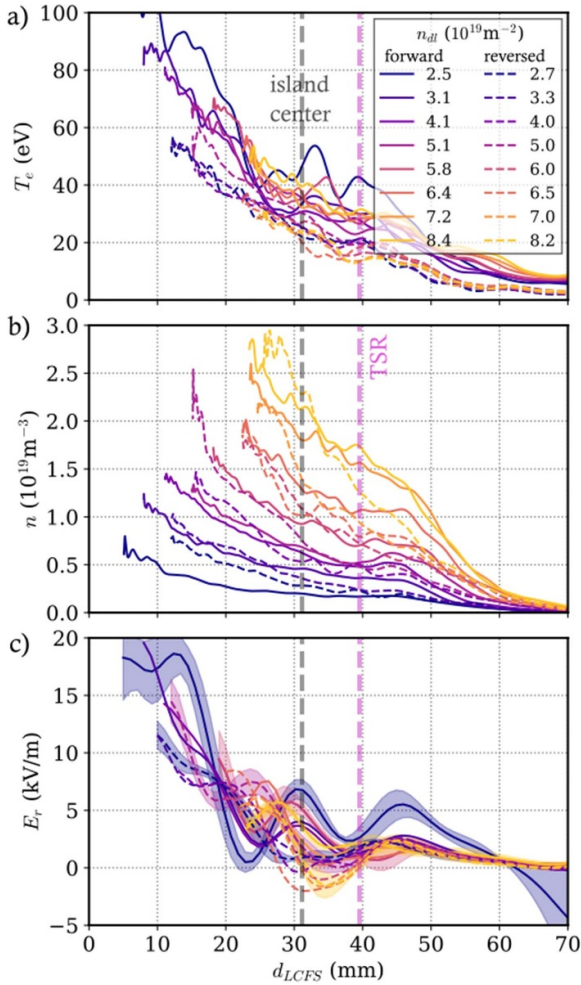 a)
100
80
60
40
20
0
T_e (eV)
island
center
n_dl (10^19 m^-2)
forward reversed
2.5 2.7
3.1 3.3
4.1 4.0
5.1 5.0
5.8 6.0
6.4 6.5
7.2 7.0
8.4 8.2
b)
3.0
2.5
2.0
1.5
1.0
0.5
0.0
n (10^19 m^-3)
TSR
c)
20
15
10
5
0
−5
E_r (kV/m)
0 10 20 30 40 50 60 70
d_LCFS (mm)